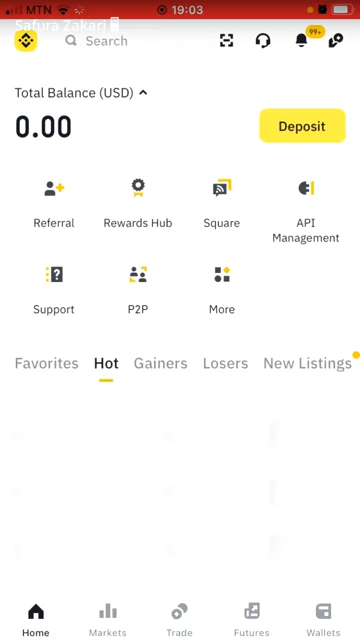 MTN 19:03
Safura Zakari
Search 99+
Total Balance (USD)
0.00
Deposit
Referral Rewards Hub Square API Management
Support P2P More
Favorites Hot Gainers Losers New Listings
Home Markets Trade Futures Wallets